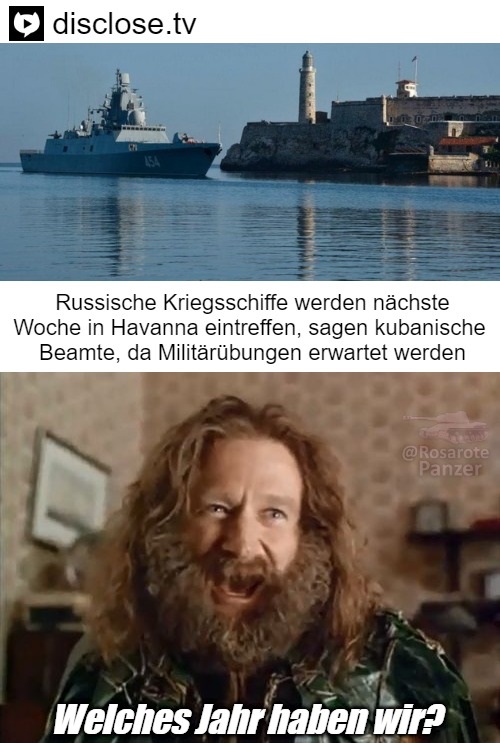 disclose.tv
454
Russische Kriegsschiffe werden nächste
Woche in Havanna eintreffen, sagen kubanische
Beamte, da Militärübungen erwartet werden
@Rosarote
Panzer
Welches Jahr haben wir?